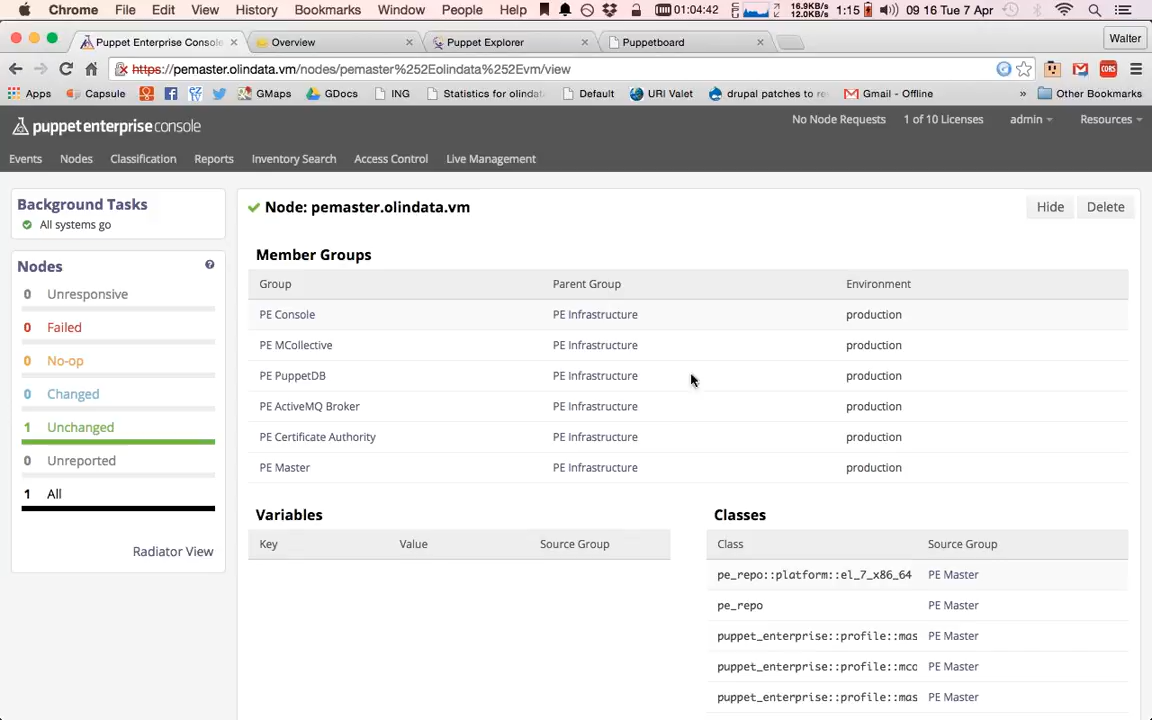 Chrome File Edit View History Bookmarks Window People Help 01:04:42 16.9KB/s 12.0KB/s 1:15 09 16 Tue 7 Apr
Puppet Enterprise Console Overview Puppet Explorer Puppetboard Walter
https://pemaster.olindata.vm/nodes/pemaster%252Eolindata%252Evm/view
Apps Capsule GMaps GDocs ING Statistics for olindat Default URI Valet drupal patches to re Gmail - Offline » Other Bookmarks
puppet enterprise console No Node Requests 1 of 10 Licenses admin Resources
Events Nodes Classification Reports Inventory Search Access Control Live Management
Background Tasks
All systems go
Nodes
0 Unresponsive
0 Failed
0 No-op
0 Changed
1 Unchanged
0 Unreported
1 All
Radiator View
Node: pemaster.olindata.vm Hide Delete
Member Groups
Group Parent Group Environment
PE Console PE Infrastructure production
PE MCollective PE Infrastructure production
PE PuppetDB PE Infrastructure production
PE ActiveMQ Broker PE Infrastructure production
PE Certificate Authority PE Infrastructure production
PE Master PE Infrastructure production
Variables
Key Value Source Group
Classes
Class Source Group
pe_repo::platform::el_7_x86_64 PE Master
pe_repo PE Master
puppet_enterprise::profile::mas PE Master
puppet_enterprise::profile::mco PE Master
puppet_enterprise::profile::mas PE Master